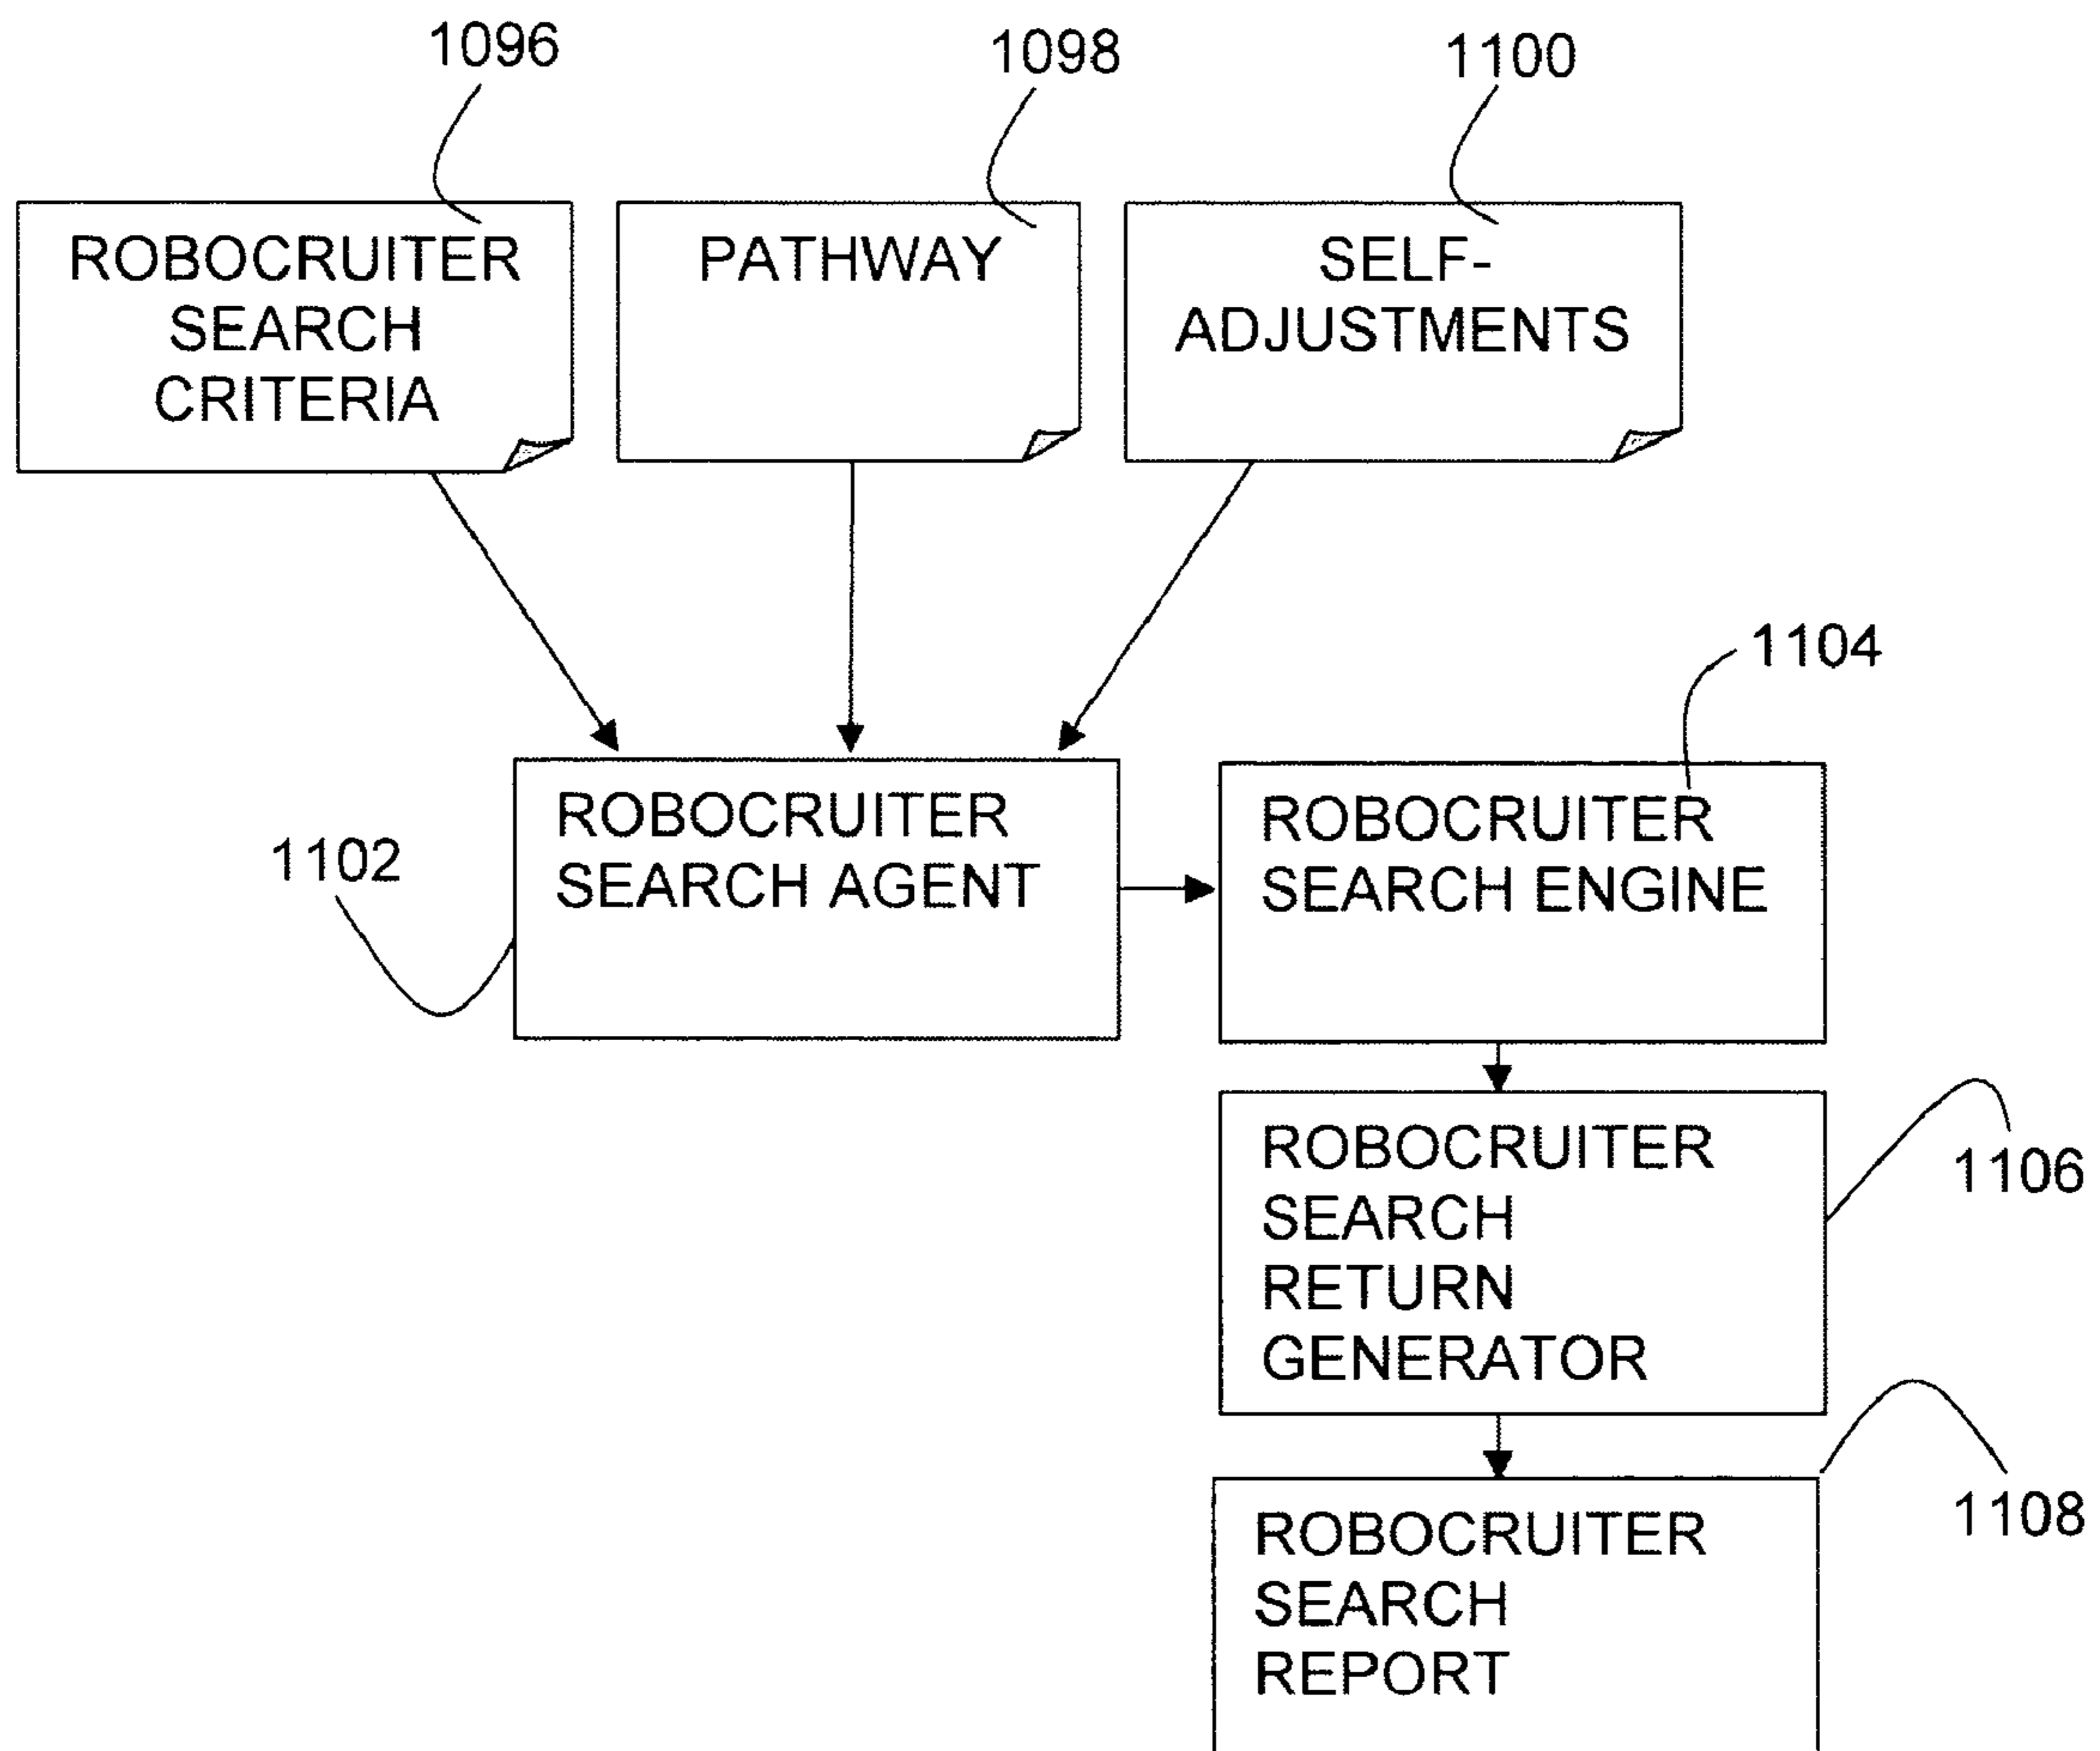 1096
1098
1100
ROBOCRUITER
SEARCH
CRITERIA
PATHWAY
SELF-
ADJUSTMENTS
1104
1102
ROBOCRUITER
SEARCH AGENT
ROBOCRUITER
SEARCH ENGINE
ROBOCRUITER
SEARCH
RETURN
GENERATOR
1106
1108
ROBOCRUITER
SEARCH
REPORT